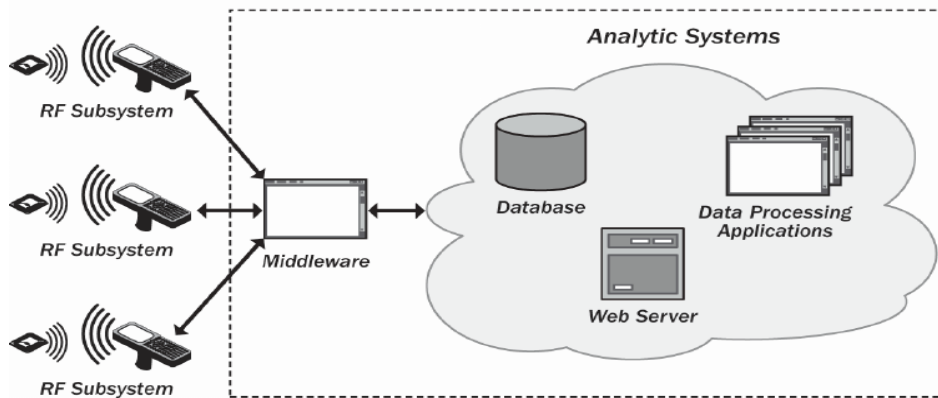 Analytic Systems
RF Subsystem
RF Subsystem
RF Subsystem
Middleware
Database
Data Processing
Applications
Web Server